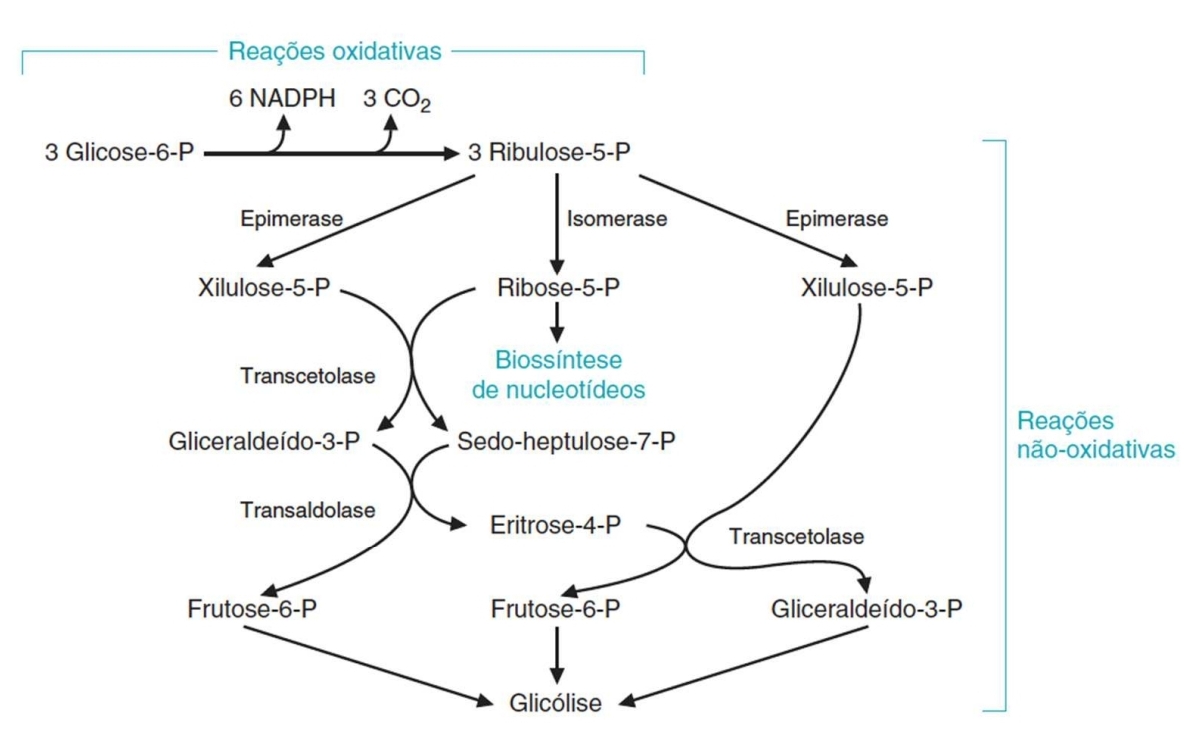 Reações oxidativas
6 NADPH 3 CO₂
3 Glicose-6-P 3 Ribulose-5-P
Epimerase Isomerase Epimerase
Xilulose-5-P Ribose-5-P Xilulose-5-P
Biossíntese
de nucleotídeos
Transcetolase
Gliceraldeído-3-P Sedo-heptulose-7-P
Reações
não-oxidativas
Transaldolase
Eritrose-4-P
Transcetolase
Frutose-6-P Frutose-6-P Gliceraldeído-3-P
Glicólise